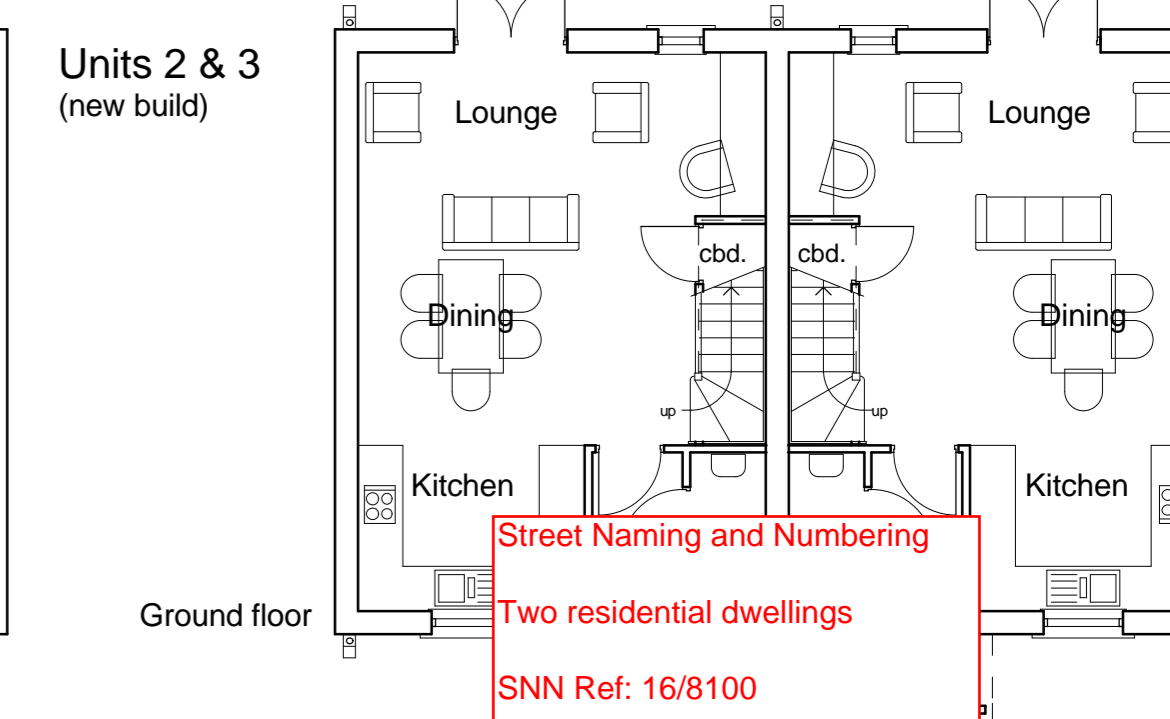 Units 2 & 3
(new build)
Lounge
Lounge
cbd.
cbd.
Dining
Dining
up
up
Kitchen
Kitchen
Ground floor
Street Naming and Numbering
Two residential dwellings
SNN Ref: 16/8100